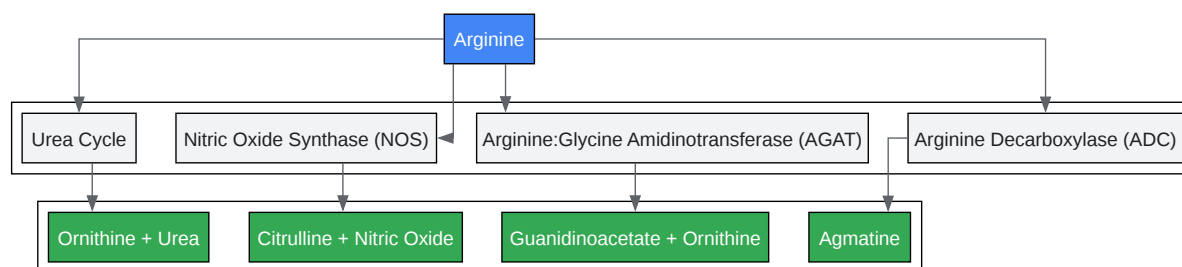 Arginine
Urea Cycle
Nitric Oxide Synthase (NOS)
Arginine:Glycine Amidinotransferase (AGAT)
Arginine Decarboxylase (ADC)
Ornithine + Urea
Citrulline + Nitric Oxide
Guanidinoacetate + Ornithine
Agmatine